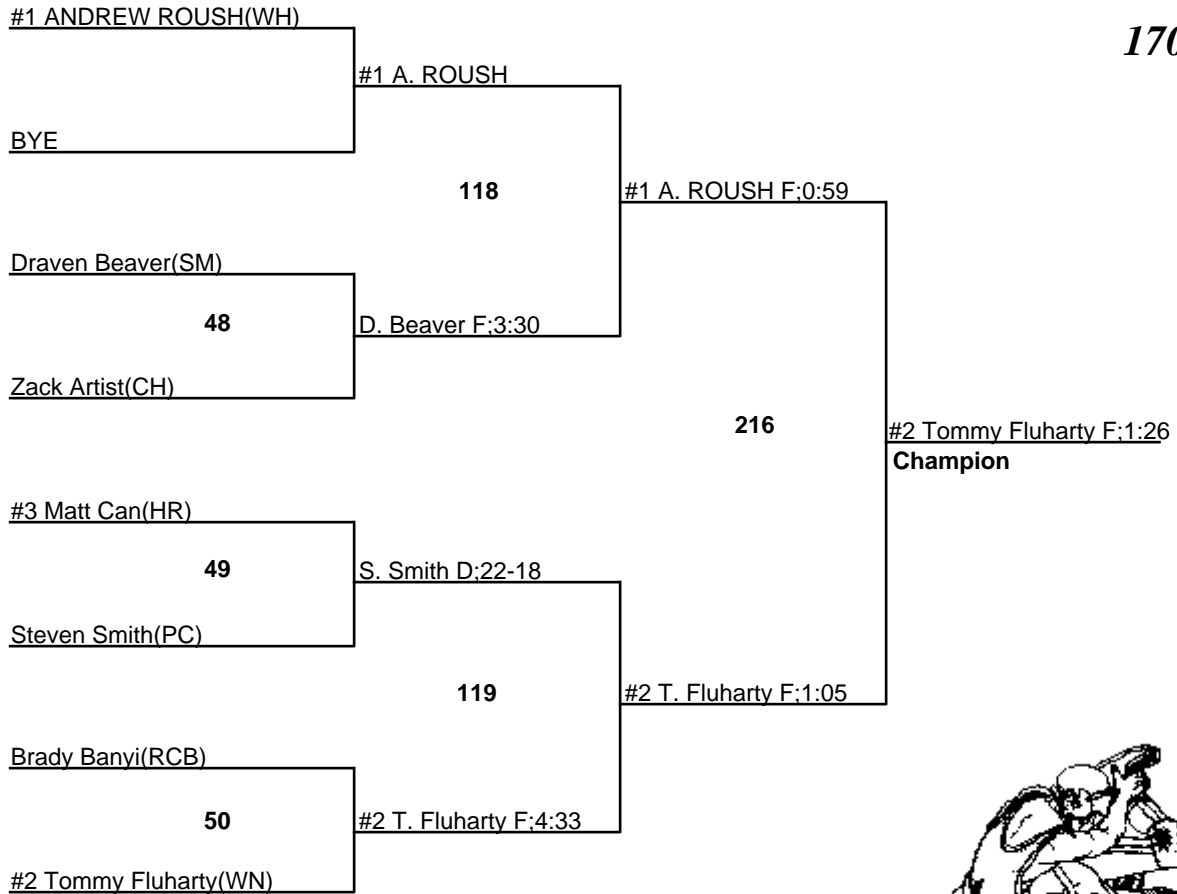 #1 ANDREW ROUSH(WH)
170
#1 A. ROUSH
BYE
118
#1 A. ROUSH F;0:59
Draven Beaver(SM)
48
D. Beaver F;3:30
Zack Artist(CH)
216
#2 Tommy Fluharty F;1:26
Champion
#3 Matt Can(HR)
49
S. Smith D;22-18
Steven Smith(PC)
119
#2 T. Fluharty F;1:05
Brady Banyi(RCB)
50
#2 T. Fluharty F;4:33
#2 Tommy Fluharty(WN)